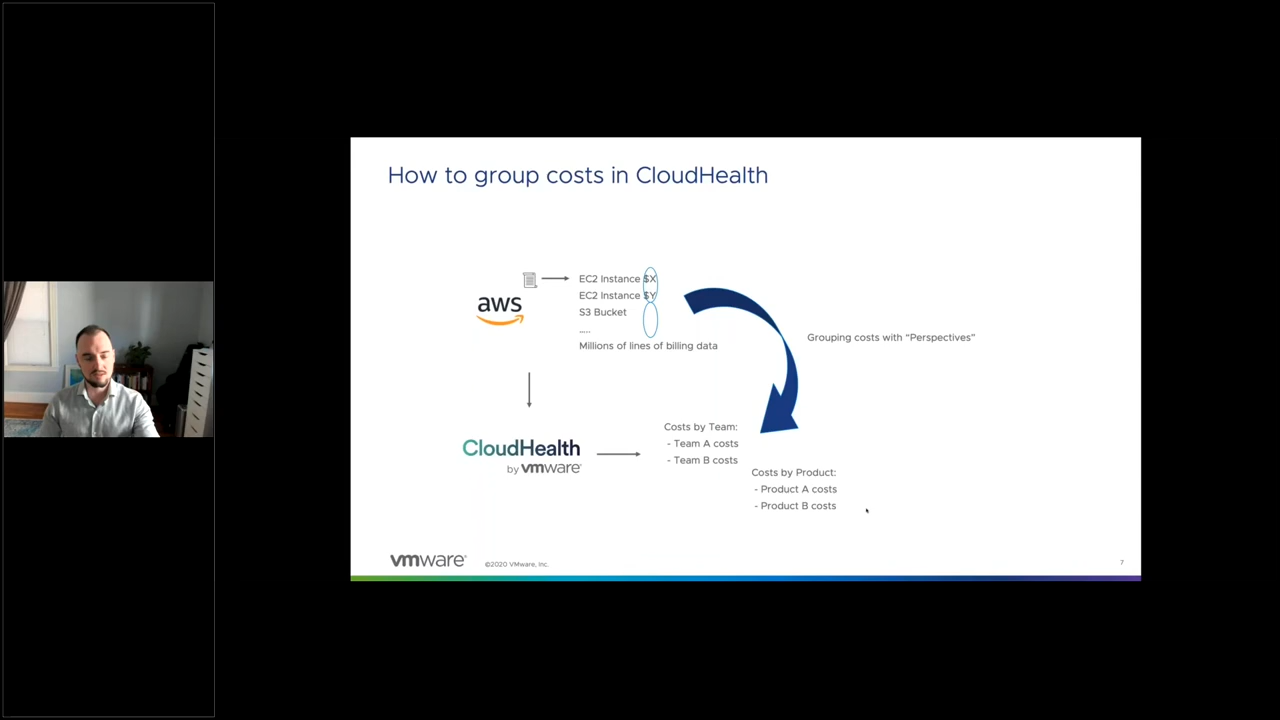 How to group costs in CloudHealth
aws
EC2 Instance $X
EC2 Instance $Y
S3 Bucket
.....
Millions of lines of billing data
Grouping costs with “Perspectives”
CloudHealth
by vmware®
Costs by Team:
- Team A costs
- Team B costs
Costs by Product:
- Product A costs
- Product B costs
vmware®
©2020 VMware, Inc.
7